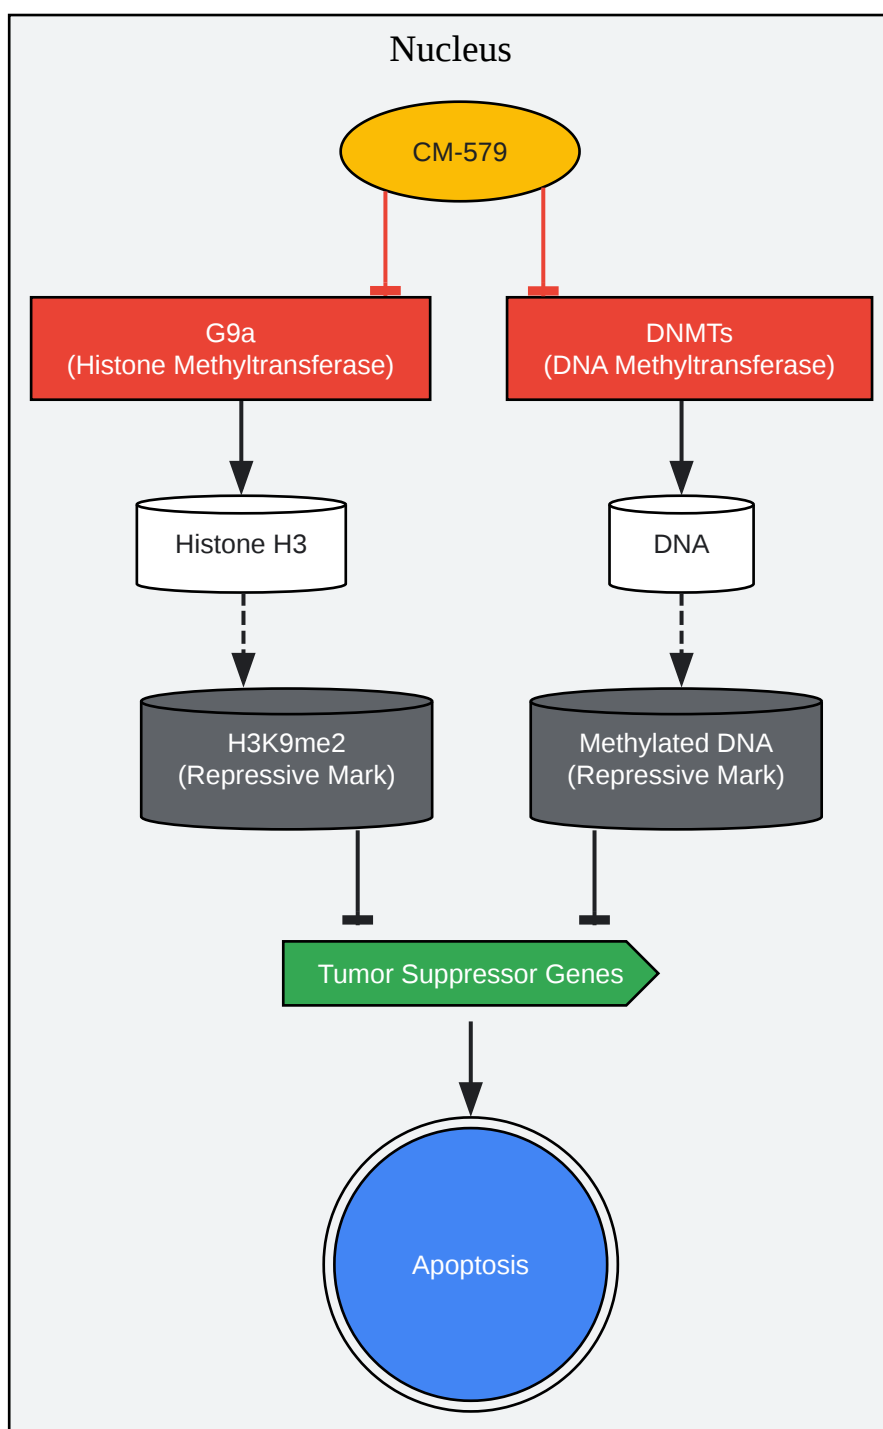 Nucleus
CM-579
G9a
(Histone Methyltransferase)
DNMTs
(DNA Methyltransferase)
Histone H3
DNA
H3K9me2
(Repressive Mark)
Methylated DNA
(Repressive Mark)
Tumor Suppressor Genes
Apoptosis